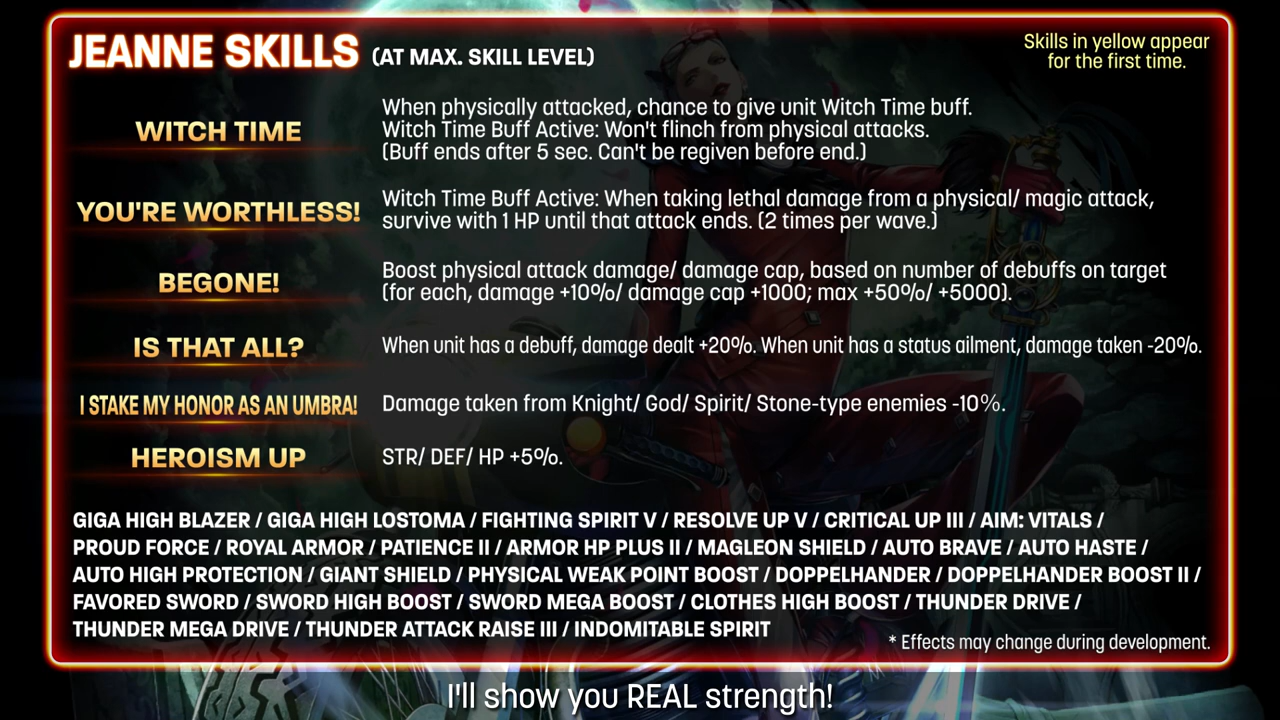 JEANNE SKILLS (AT MAX. SKILL LEVEL)
Skills in yellow appear
for the first time.
WITCH TIME
When physically attacked, chance to give unit Witch Time buff.
Witch Time Buff Active: Won't flinch from physical attacks.
(Buff ends after 5 sec. Can't be regiven before end.)
YOU'RE WORTHLESS!
Witch Time Buff Active: When taking lethal damage from a physical/ magic attack,
survive with 1 HP until that attack ends. (2 times per wave.)
BEGONE!
Boost physical attack damage/ damage cap, based on number of debuffs on target
(for each, damage +10%/ damage cap +1000; max +50%/ +5000).
IS THAT ALL?
When unit has a debuff, damage dealt +20%. When unit has a status ailment, damage taken -20%.
I STAKE MY HONOR AS AN UMBRA!
Damage taken from Knight/ God/ Spirit/ Stone-type enemies -10%.
HEROISM UP
STR/ DEF/ HP +5%.
GIGA HIGH BLAZER / GIGA HIGH LOSTOMA / FIGHTING SPIRIT V / RESOLVE UP V / CRITICAL UP III / AIM: VITALS /
PROUD FORCE / ROYAL ARMOR / PATIENCE II / ARMOR HP PLUS II / MAGLEON SHIELD / AUTO BRAVE / AUTO HASTE /
AUTO HIGH PROTECTION / GIANT SHIELD / PHYSICAL WEAK POINT BOOST / DOPPELHANDER / DOPPELHANDER BOOST II /
FAVORED SWORD / SWORD HIGH BOOST / SWORD MEGA BOOST / CLOTHES HIGH BOOST / THUNDER DRIVE /
THUNDER MEGA DRIVE / THUNDER ATTACK RAISE III / INDOMITABLE SPIRIT
* Effects may change during development.
I'll show you REAL strength!